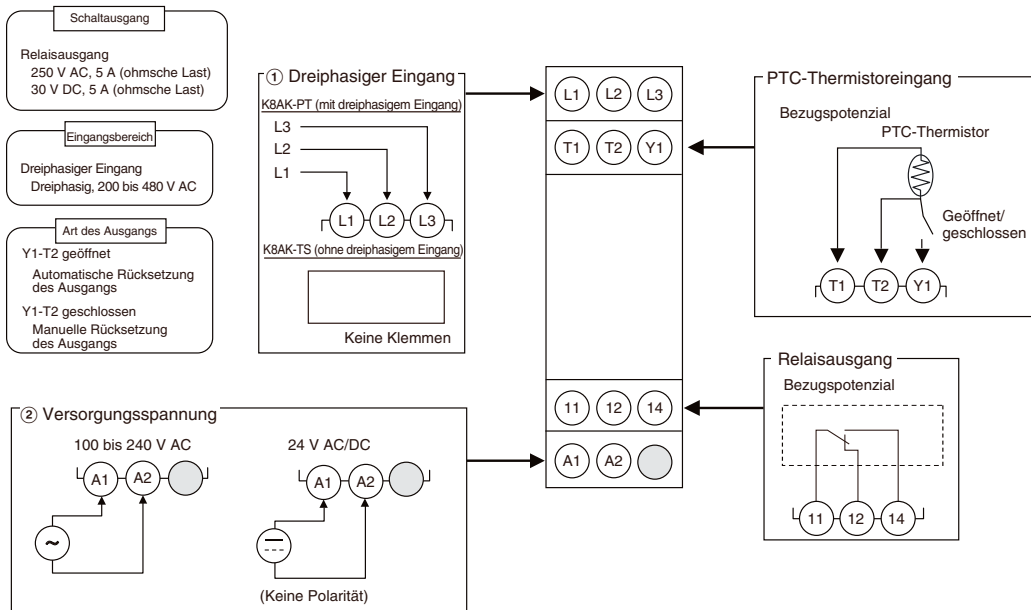 Schaltausgang
Relaisausgang
250 V AC, 5 A (ohmsche Last)
30 V DC, 5 A (ohmsche Last)
Eingangsbereich
Dreiphasiger Eingang
Dreiphasig, 200 bis 480 V AC
Art des Ausgangs
Y1-T2 geöffnet
Automatische Rücksetzung
des Ausgangs
Y1-T2 geschlossen
Manuelle Rücksetzung
des Ausgangs
① Dreiphasiger Eingang
K8AK-PT (mit dreiphasigem Eingang)
L3
L2
L1
L1 L2 L3
K8AK-TS (ohne dreiphasigem Eingang)
Keine Klemmen
L1 L2 L3
T1 T2 Y1
11 12 14
A1 A2
PTC-Thermistoreingang
Bezugspotenzial
PTC-Thermistor
Geöffnet/
geschlossen
T1 T2 Y1
Relaisausgang
Bezugspotenzial
11 12 14
② Versorgungsspannung
100 bis 240 V AC
A1 A2
~
24 V AC/DC
A1 A2
(Keine Polarität)